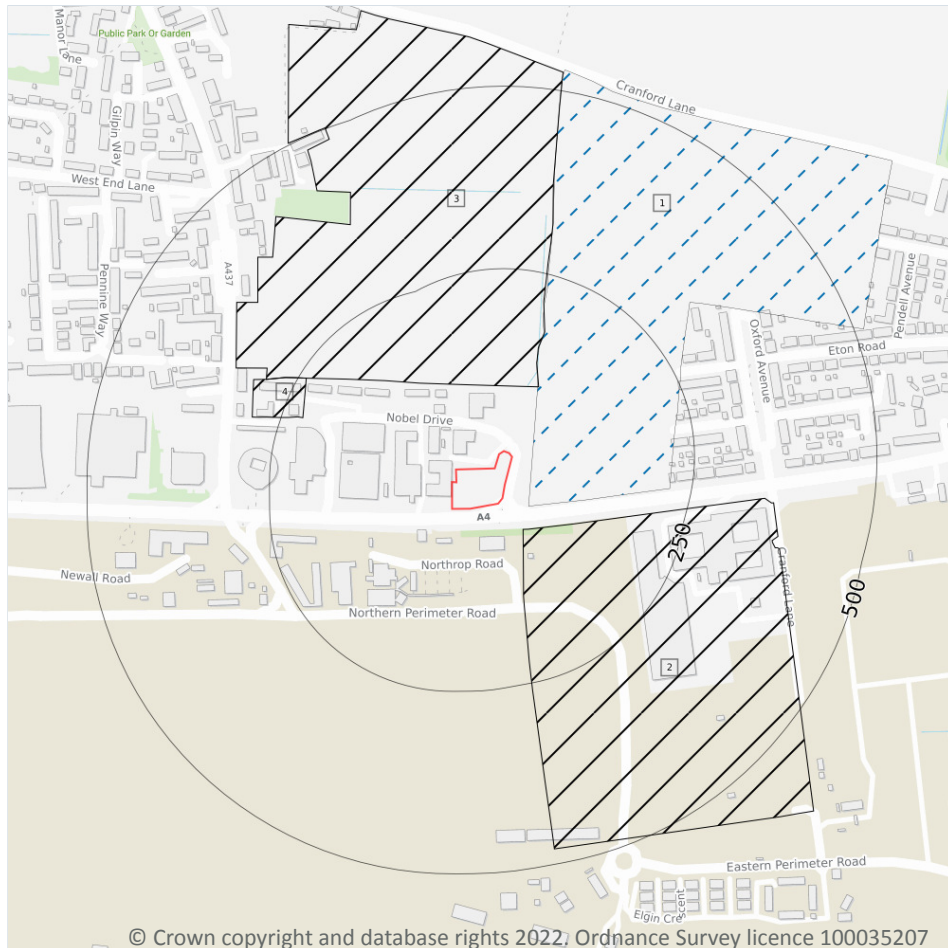 Manor Lane
Public Park Or Garden
Gilpin Way
Cranford Lane
West End Lane
3
1
A437
Pennine Way
Pendell Avenue
Oxford Avenue
Eton Road
4
Nobel Drive
A4
250
Northrop Road
Newall Road
Northern Perimeter Road
Cranford Lane
500
2
Eastern Perimeter Road
Elgin Crescent
© Crown copyright and database rights 2022. Ordnance Survey licence 100035207